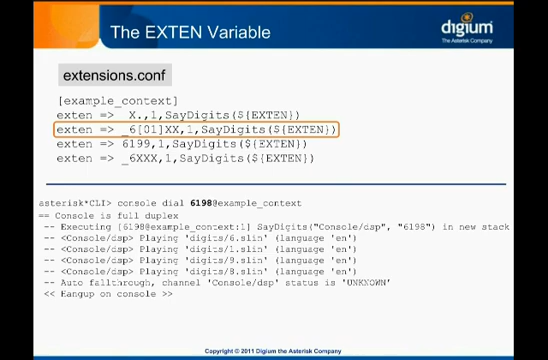 The EXTEN Variable
digium
The Asterisk Company
extensions.conf
[example_context]
exten => _X.,1,SayDigits(${EXTEN})
exten => _6[01]XX,1,SayDigits(${EXTEN})
exten => 6199,1,SayDigits(${EXTEN})
exten => _6XXX,1,SayDigits(${EXTEN})
asterisk*CLI> console dial 6198@example_context
== Console is full duplex
-- Executing [6198@example_context:1] SayDigits("Console/dsp", "6198") in new stack
-- <Console/dsp> Playing 'digits/6.slin' (language 'en')
-- <Console/dsp> Playing 'digits/1.slin' (language 'en')
-- <Console/dsp> Playing 'digits/9.slin' (language 'en')
-- <Console/dsp> Playing 'digits/8.slin' (language 'en')
-- Auto fallthrough, channel 'Console/dsp' status is 'UNKNOWN'
<< Hangup on console >>
Copyright © 2011 Digium the Asterisk Company